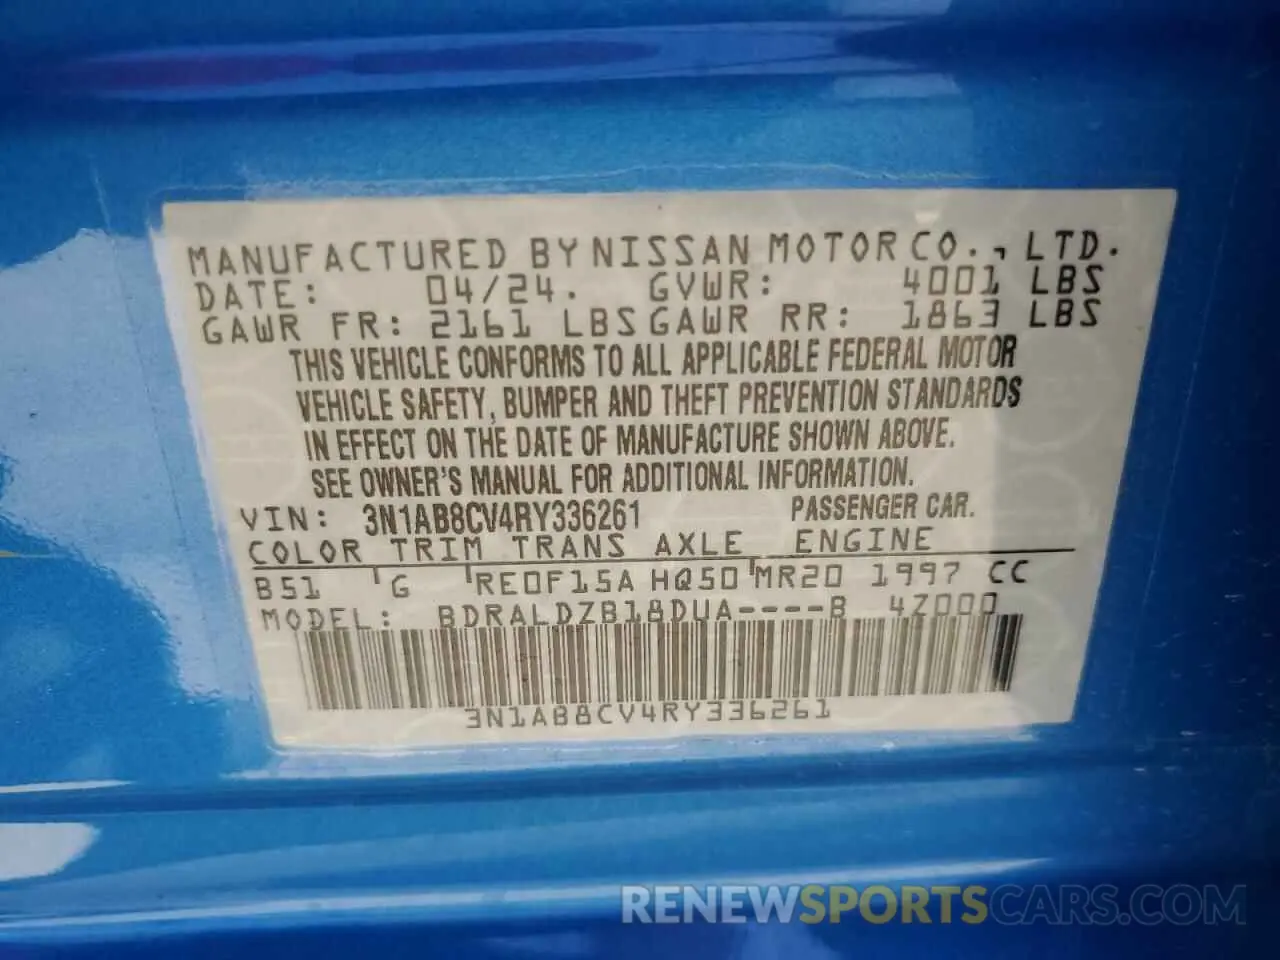 MANUFACTURED BY NISSAN MOTOR CO., LTD.
DATE: 04/24. GVWR: 4001 LBS
GAWR FR: 2161 LBS GAWR RR: 1863 LBS
THIS VEHICLE CONFORMS TO ALL APPLICABLE FEDERAL MOTOR
VEHICLE SAFETY, BUMPER AND THEFT PREVENTION STANDARDS
IN EFFECT ON THE DATE OF MANUFACTURE SHOWN ABOVE.
SEE OWNER'S MANUAL FOR ADDITIONAL INFORMATION.
VIN: 3N1AB8CV4RY336261 PASSENGER CAR.
COLOR TRIM TRANS AXLE ENGINE
B51 G RE0F15A HQ50 MR20 1997 CC
MODEL: BDRALDZB18DUA----B 4Z000
3N1AB8CV4RY336261
RENEWSPORTSCARS.COM